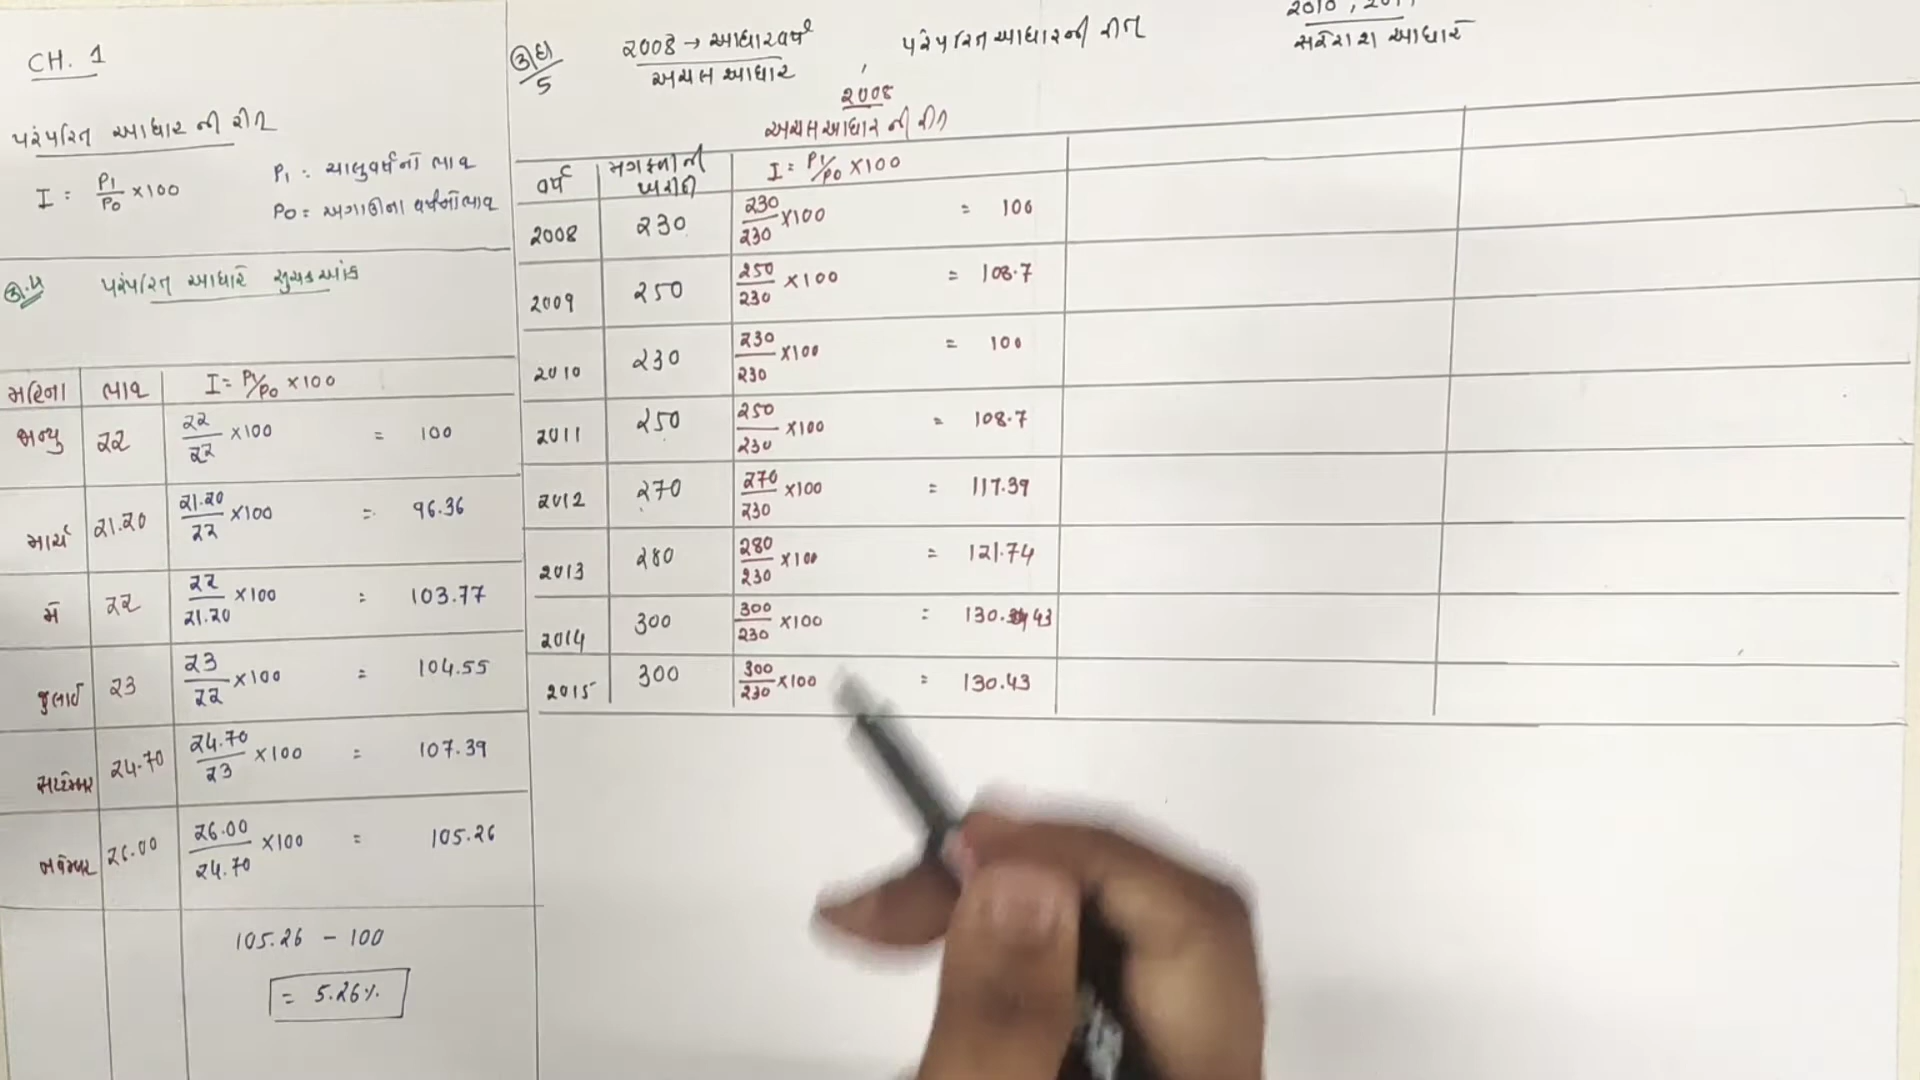 CH. 1
પરંપરિત આધાર ની રીત
I = P1/P0 ×100
P1 = ચાલુવર્ષનો ભાવ
P0 = અગાઉના વર્ષનો ભાવ
ઉ.5
પરંપરિત આધારે સુચક આંક
મહિના ભાવ I = P1/P0 ×100
જાન્યુ 22 22/22 ×100 = 100
માર્ચ 21.20 21.20/22 ×100 = 96.36
મે 22 22/21.20 ×100 = 103.77
જુલાઈ 23 23/22 ×100 = 104.55
સપ્ટેમ્બર 24.70 24.70/23 ×100 = 107.39
નવેમ્બર 26.00 26.00/24.70 ×100 = 105.26
105.26 - 100
= 5.26%
ઉદા 5
2008 → આધારવર્ષ
અચલ આધાર
, પરંપરિત આધારની રીત
2010
સરેરાશ આધારે
2008
અચલ આધાર ની રીત
વર્ષ મગફળીની ખરીદી I = P1/P0 ×100
2008 230 230/230 ×100 = 100
2009 250 250/230 ×100 = 108.7
2010 230 230/230 ×100 = 100
2011 250 250/230 ×100 = 108.7
2012 270 270/230 ×100 = 117.39
2013 280 280/230 ×100 = 121.74
2014 300 300/230 ×100 = 130.43
2015 300 300/230 ×100 = 130.43